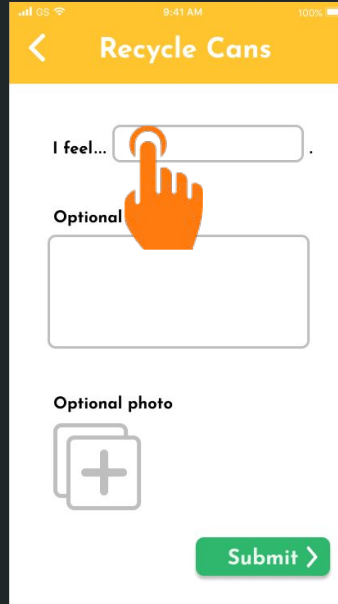 GS 9:41 AM 100%
Recycle Cans
I feel... .
Optional
Optional photo
Submit